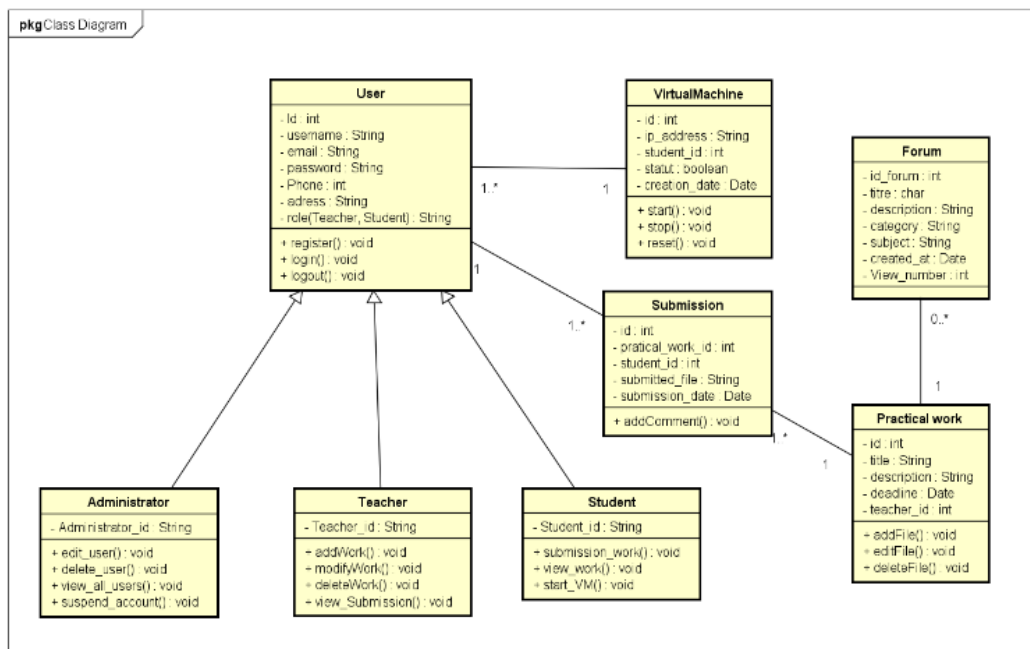 pkg Class Diagram
User
- Id : int
- username : String
- email : String
- password : String
- Phone : int
- adress : String
- role(Teacher, Student) : String
+ register() : void
+ login() : void
+ logout() : void
VirtualMachine
- id : int
- ip_address : String
- student_id : int
- statut : boolean
- creation_date : Date
+ start() : void
+ stop() : void
+ reset() : void
1..*
1
Forum
- id_forum : int
- titre : char
- description : String
- category : String
- subject : String
- created_at : Date
- View_number : int
1
1..*
Submission
- id : int
- pratical_work_id : int
- student_id : int
- submitted_file : String
- submission_date : Date
+ addComment() : void
0..*
1
1..*
1
Practical work
- id : int
- title : String
- description : String
- deadline : Date
- teacher_id : int
+ addFile() : void
+ editFile() : void
+ deleteFile() : void
Administrator
- Administrator_id : String
+ edit_user() : void
+ delete_user() : void
+ view_all_users() : void
+ suspend_account() : void
Teacher
- Teacher_id : String
+ addWork() : void
+ modifyWork() : void
+ deleteWork() : void
+ view_Submission() : void
Student
- Student_id : String
+ submission_work() : void
+ view_work() : void
+ start_VM() : void